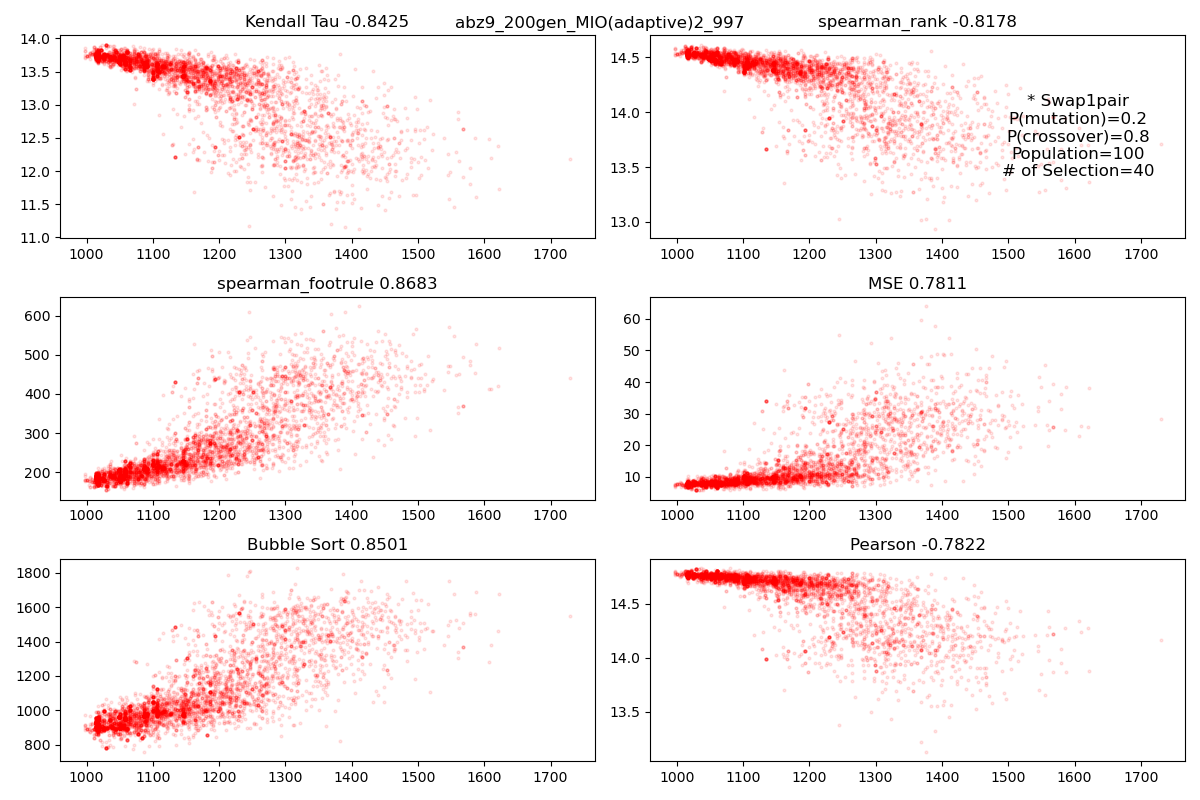 Kendall Tau -0.8425
abz9_200gen_MIO(adaptive)2_997
spearman_rank -0.8178
14.0
13.5
13.0
12.5
12.0
11.5
11.0
1000 1100 1200 1300 1400 1500 1600 1700
14.5
14.0
13.5
13.0
* Swap1pair
P(mutation)=0.2
P(crossover)=0.8
Population=100
# of Selection=40
1000 1100 1200 1300 1400 1500 1600 1700
spearman_footrule 0.8683
600
500
400
300
200
1000 1100 1200 1300 1400 1500 1600 1700
MSE 0.7811
60
50
40
30
20
10
1000 1100 1200 1300 1400 1500 1600 1700
Bubble Sort 0.8501
1800
1600
1400
1200
1000
800
1000 1100 1200 1300 1400 1500 1600 1700
Pearson -0.7822
14.5
14.0
13.5
1000 1100 1200 1300 1400 1500 1600 1700